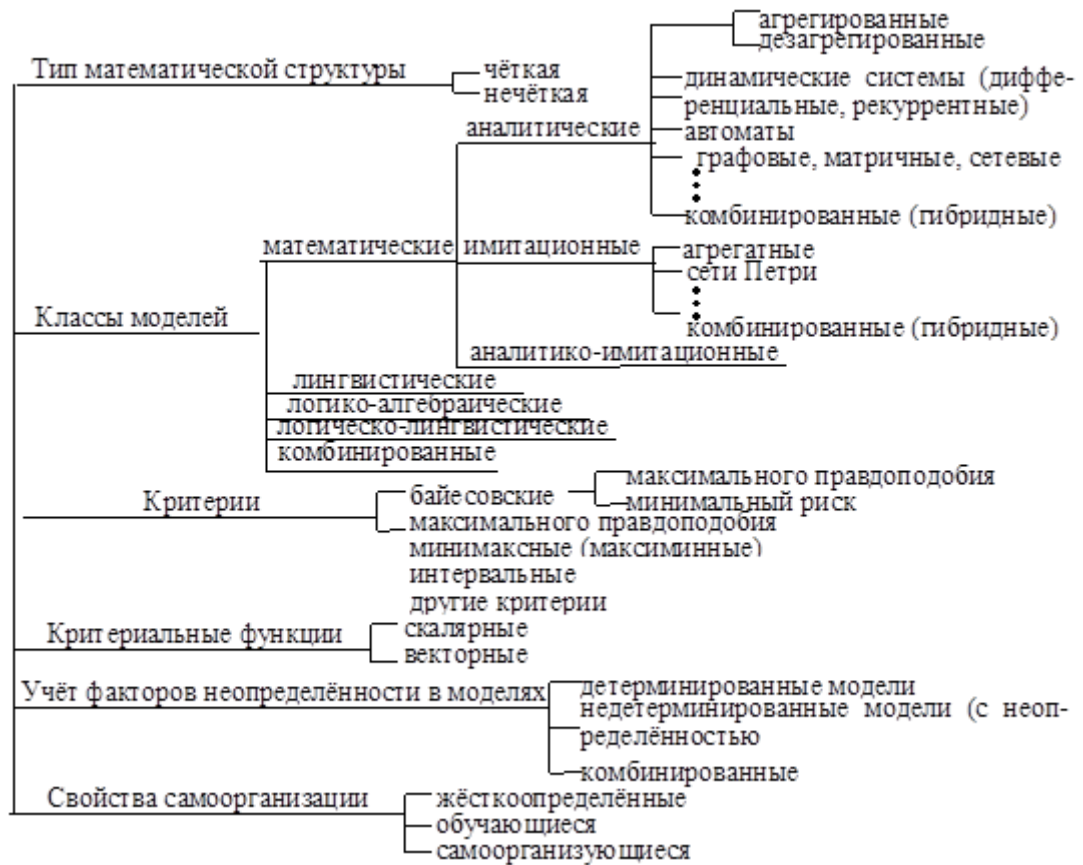 агрегированные
дезагрегированные
Тип математической структуры
чёткая
нечёткая
динамические системы (диффе-
ренциальные, рекуррентные)
аналитические
автоматы
графовые, матричные, сетевые
комбинированные (гибридные)
математические
имитационные
агрегатные
сети Петри
Классы моделей
комбинированные (гибридные)
аналитико-имитационные
лингвистические
логико-алгебраические
логическо-лингвистические
комбинированные
Критерии
байесовские
максимального правдоподобия
минимальный риск
максимального правдоподобия
минимаксные (максиминные)
интервальные
другие критерии
Критериальные функции
скалярные
векторные
Учёт факторов неопределённости в моделях
детерминированные модели
недетерминированные модели (с неоп-
ределённостью
комбинированные
Свойства самоорганизации
жёсткоопределённые
обучающиеся
самоорганизующиеся